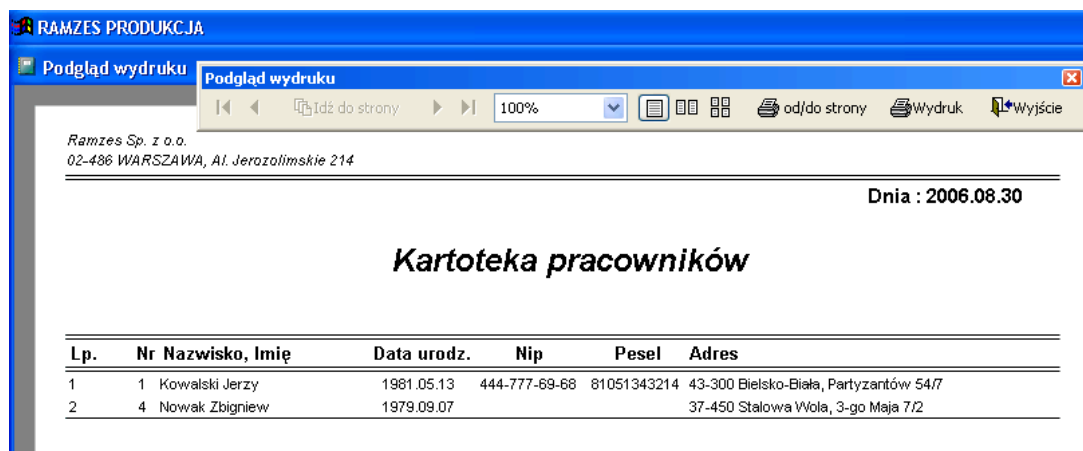 RAMZES PRODUKCJA
Podgląd wydruku
Podgląd wydruku
Idź do strony 100% od/do strony Wydruk Wyjście
Ramzes Sp. z o.o.
02-486 WARSZAWA, Al. Jerozolimskie 214
Dnia : 2006.08.30
Kartoteka pracowników
Lp. Nr Nazwisko, Imię Data urodz. Nip Pesel Adres
1 1 Kowalski Jerzy 1981.05.13 444-777-69-68 81051343214 43-300 Bielsko-Biała, Partyzantów 54/7
2 4 Nowak Zbigniew 1979.09.07 37-450 Stalowa Wola, 3-go Maja 7/2